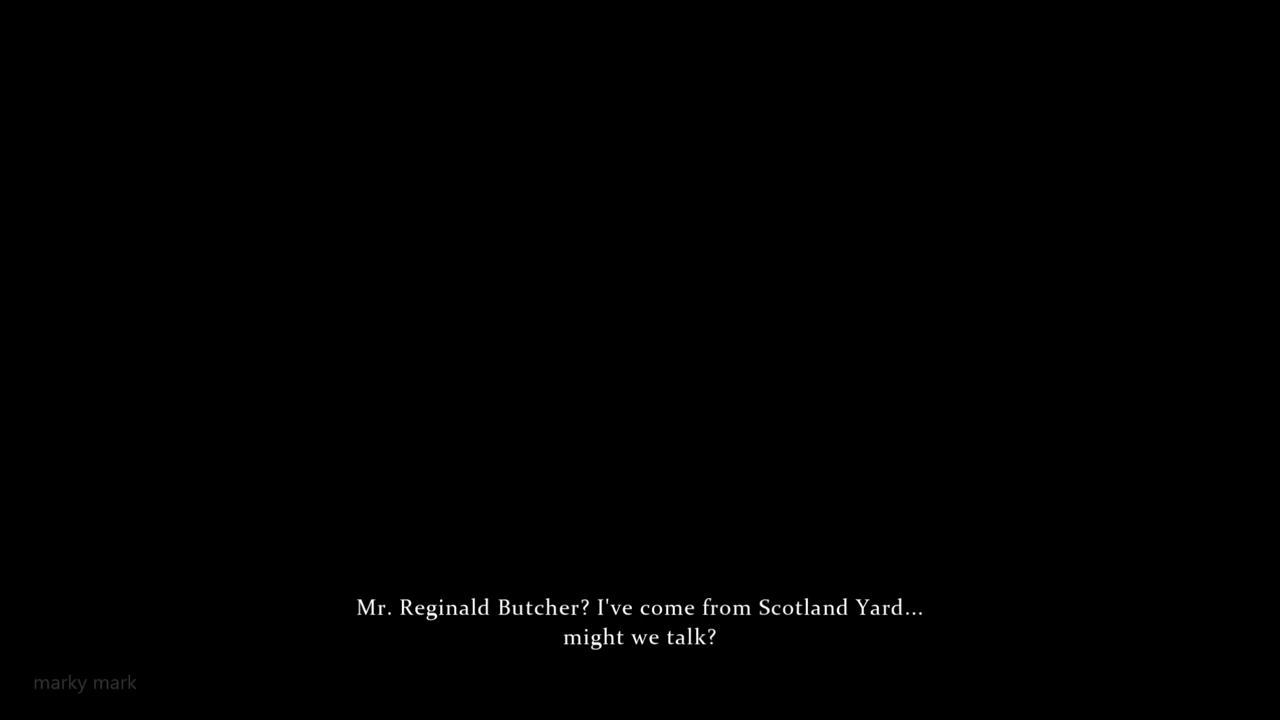 Mr. Reginald Butcher? I've come from Scotland Yard...
might we talk?
marky mark